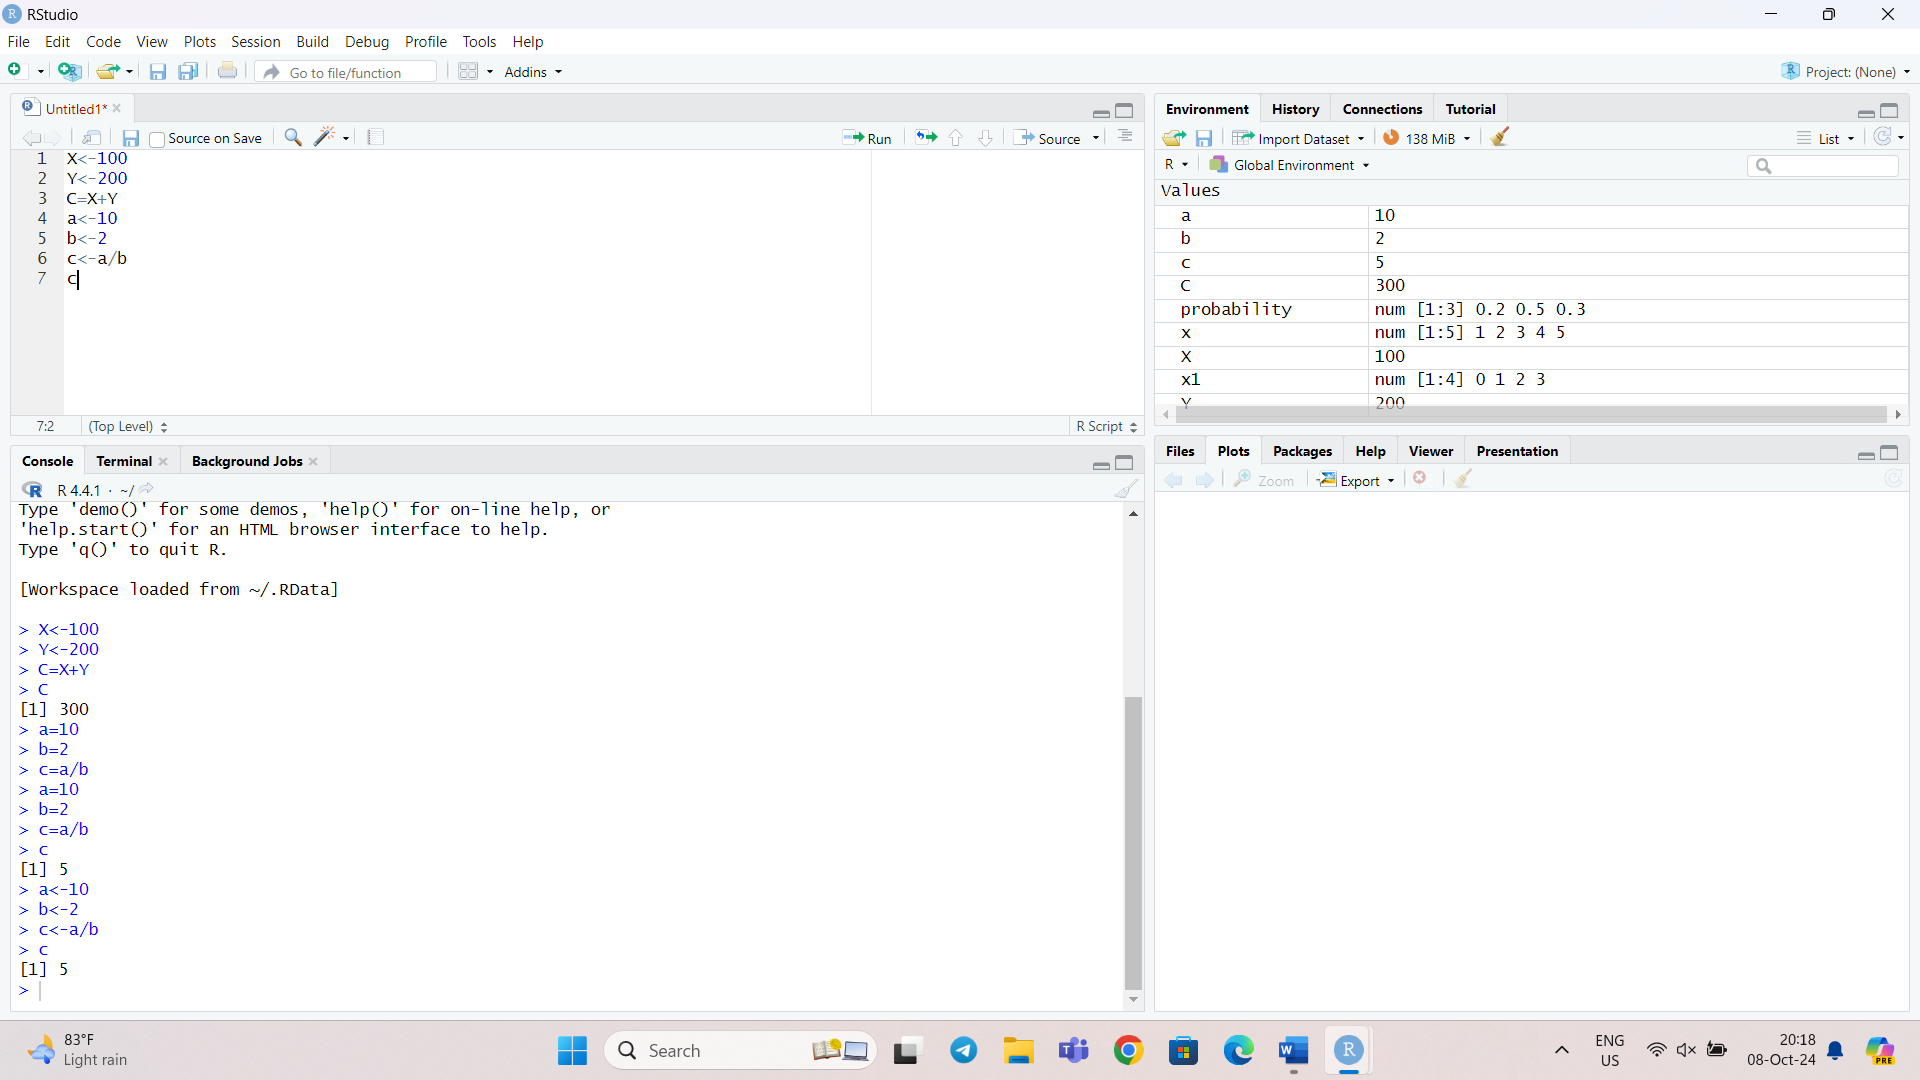 RStudio
File Edit Code View Plots Session Build Debug Profile Tools Help
Go to file/function Addins Project: (None)
Untitled1*
Source on Save Run Source
1 X<-100
2 Y<-200
3 C=X+Y
4 a<-10
5 b<-2
6 c<-a/b
7 c
7:2 (Top Level) R Script
Console Terminal Background Jobs
R 4.4.1 · ~/
Type 'demo()' for some demos, 'help()' for on-line help, or
'help.start()' for an HTML browser interface to help.
Type 'q()' to quit R.
[Workspace loaded from ~/.RData]
> X<-100
> Y<-200
> C=X+Y
> C
[1] 300
> a=10
> b=2
> c=a/b
> a=10
> b=2
> c=a/b
> c
[1] 5
> a<-10
> b<-2
> c<-a/b
> c
[1] 5
>
Environment History Connections Tutorial
Import Dataset 138 MiB List
R Global Environment
Values
a 10
b 2
c 5
C 300
probability num [1:3] 0.2 0.5 0.3
x num [1:5] 1 2 3 4 5
X 100
x1 num [1:4] 0 1 2 3
Y 200
Files Plots Packages Help Viewer Presentation
Zoom Export
83°F
Light rain
Search
ENG
US
20:18
08-Oct-24
PRE